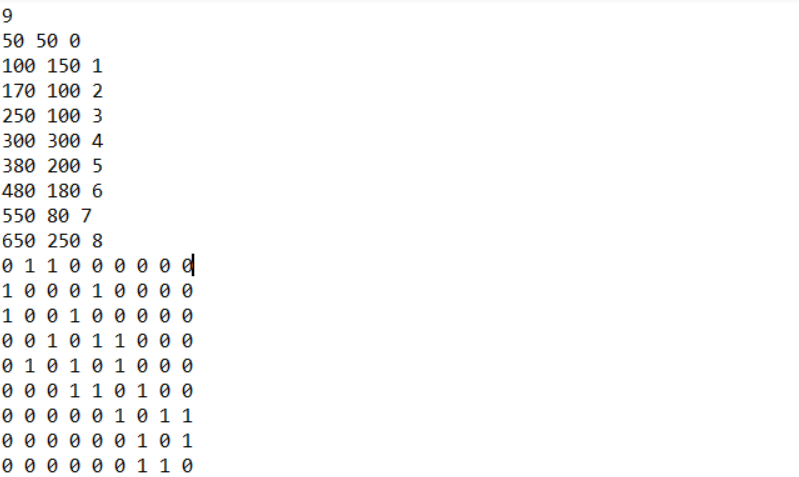 9
50 50 0
100 150 1
170 100 2
250 100 3
300 300 4
380 200 5
480 180 6
550 80 7
650 250 8
0 1 1 0 0 0 0 0 0
1 0 0 0 1 0 0 0 0
1 0 0 1 0 0 0 0 0
0 0 1 0 1 1 0 0 0
0 1 0 1 0 1 0 0 0
0 0 0 1 1 0 1 0 0
0 0 0 0 0 1 0 1 1
0 0 0 0 0 0 1 0 1
0 0 0 0 0 0 1 1 0